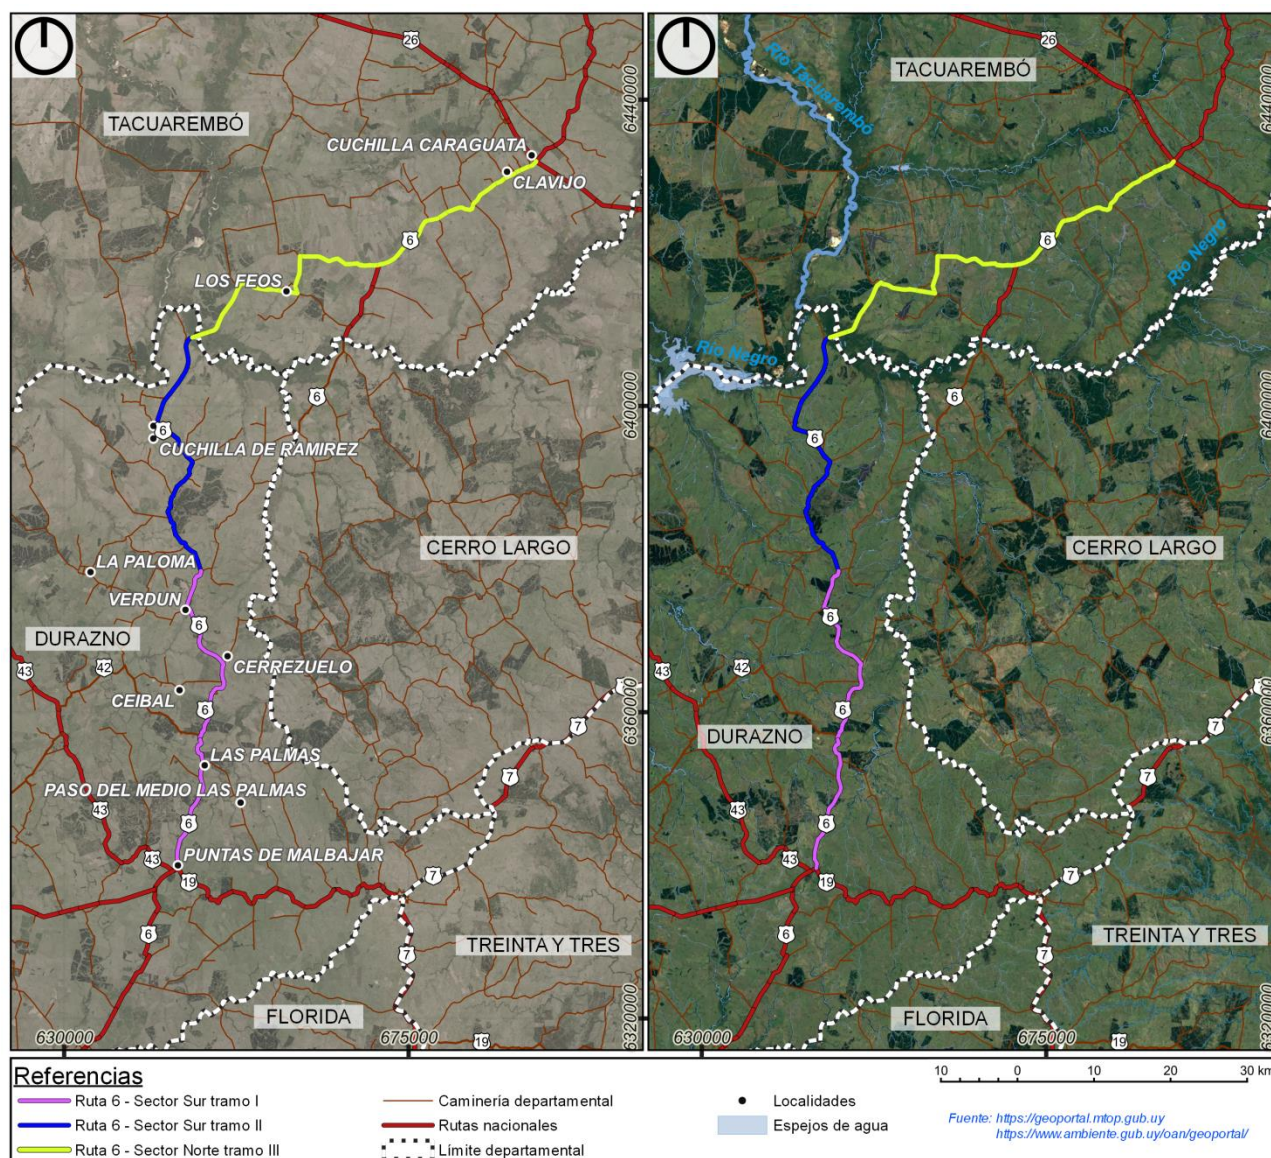 26
TACUAREMBÓ
CUCHILLA CARAGUATA
CLAVIJO
6
LOS FEOS
6
6
CUCHILLA DE RAMIREZ
CERRO LARGO
LA PALOMA
VERDUN
6
DURAZNO
43
42
CERREZUELO
CEIBAL
6
7
LAS PALMAS
7
PASO DEL MEDIO LAS PALMAS
43
6
43
PUNTAS DE MALBAJAR
19
7
6
TREINTA Y TRES
7
FLORIDA
19
630000
675000
6440000
6400000
6360000
6320000
26
Río Tacuarembó
TACUAREMBÓ
6
Río Negro
Río Negro
6
6
CERRO LARGO
6
43
42
6
DURAZNO
7
7
43
6
43
19
7
6
TREINTA Y TRES
7
FLORIDA
19
630000
675000
Referencias
Ruta 6 - Sector Sur tramo I
Ruta 6 - Sector Sur tramo II
Ruta 6 - Sector Norte tramo III
Caminería departamental
Rutas nacionales
Límite departamental
Localidades
Espejos de agua
10 0 10 20 30 km
Fuente: https://geoportal.mtop.gub.uy
https://www.ambiente.gub.uy/oan/geoportal/